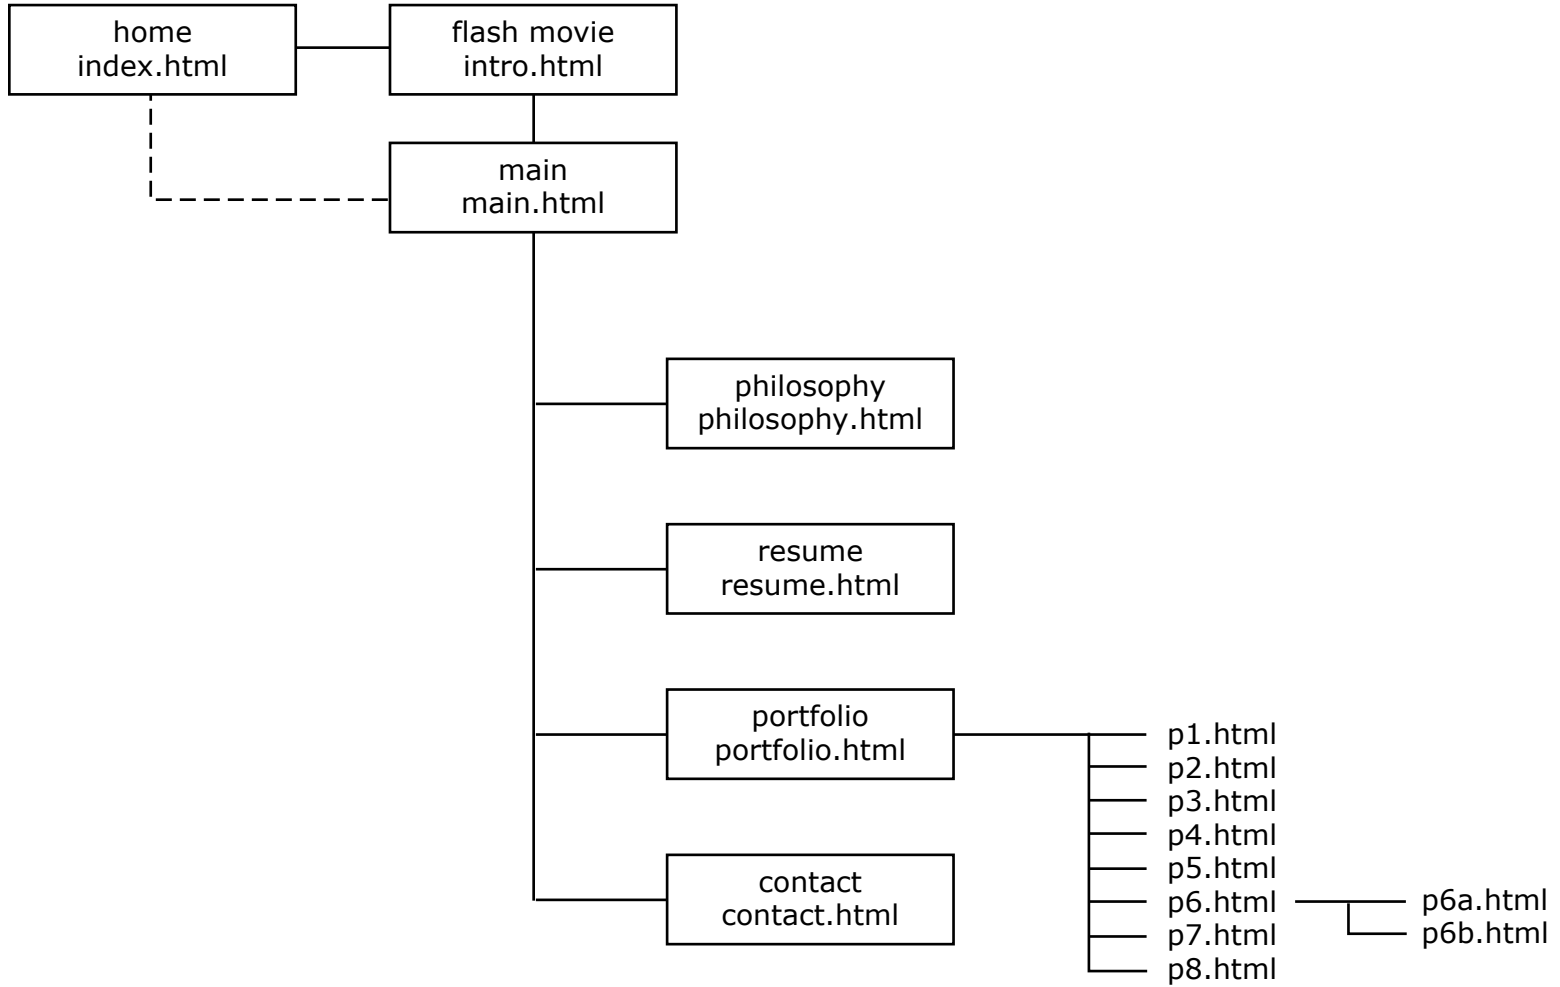 home
index.html
flash movie
intro.html
main
main.html
philosophy
philosophy.html
resume
resume.html
portfolio
portfolio.html
contact
contact.html
p1.html
p2.html
p3.html
p4.html
p5.html
p6.html
p7.html
p8.html
p6a.html
p6b.html